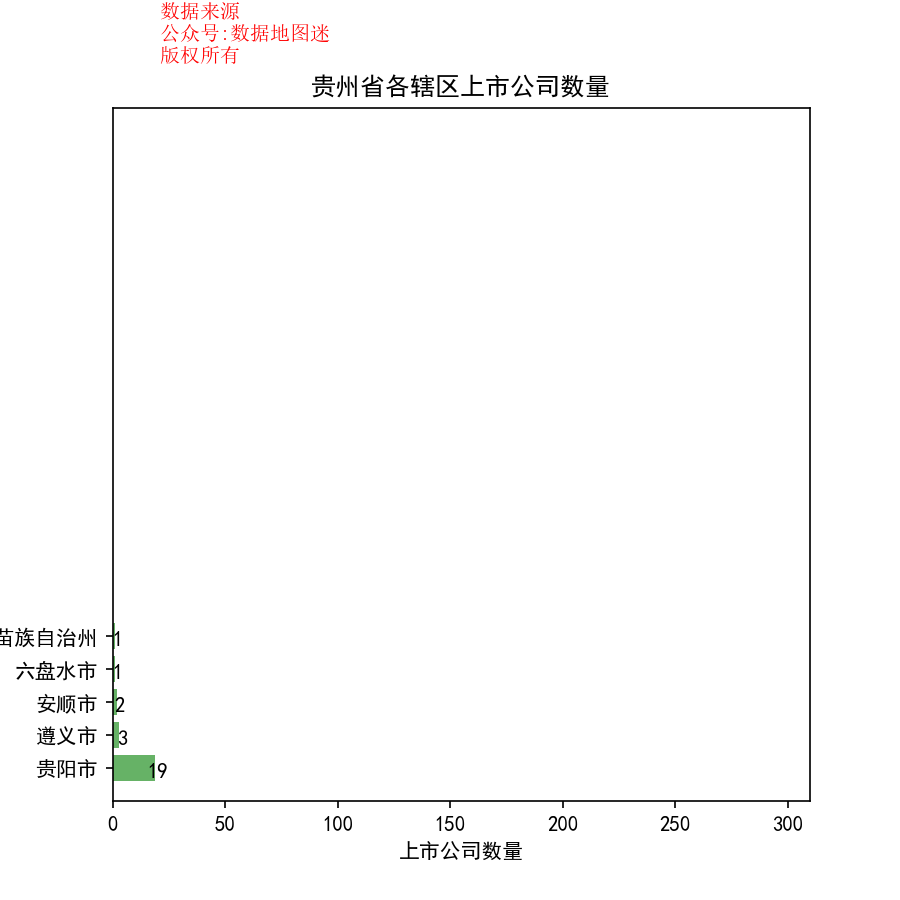 数据来源
公众号:数据地图迷
版权所有
贵州省各辖区上市公司数量
苗族自治州 1
六盘水市 1
安顺市 2
遵义市 3
贵阳市 19
0 50 100 150 200 250 300
上市公司数量